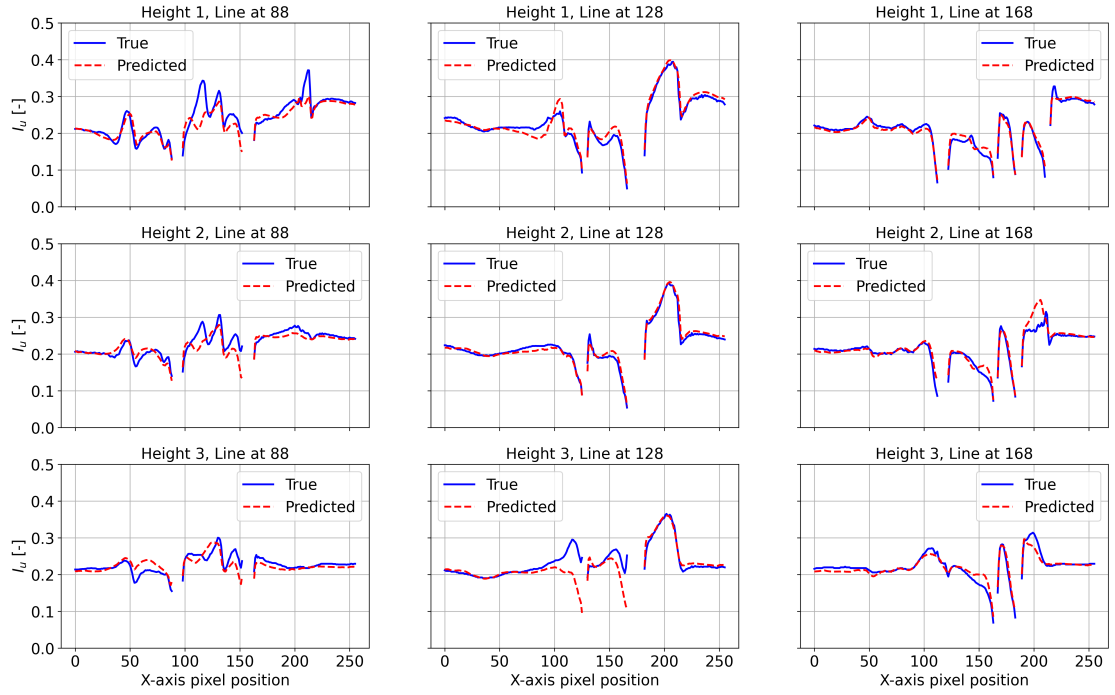 Height 1, Line at 88
Height 1, Line at 128
Height 1, Line at 168
0.5
0.4
0.3
0.2
0.1
0.0
I_u [-]
True
Predicted
True
Predicted
True
Predicted
Height 2, Line at 88
Height 2, Line at 128
Height 2, Line at 168
0.5
0.4
0.3
0.2
0.1
0.0
I_u [-]
True
Predicted
True
Predicted
True
Predicted
Height 3, Line at 88
Height 3, Line at 128
Height 3, Line at 168
0.5
0.4
0.3
0.2
0.1
0.0
I_u [-]
True
Predicted
True
Predicted
True
Predicted
0 50 100 150 200 250
0 50 100 150 200 250
0 50 100 150 200 250
X-axis pixel position
X-axis pixel position
X-axis pixel position